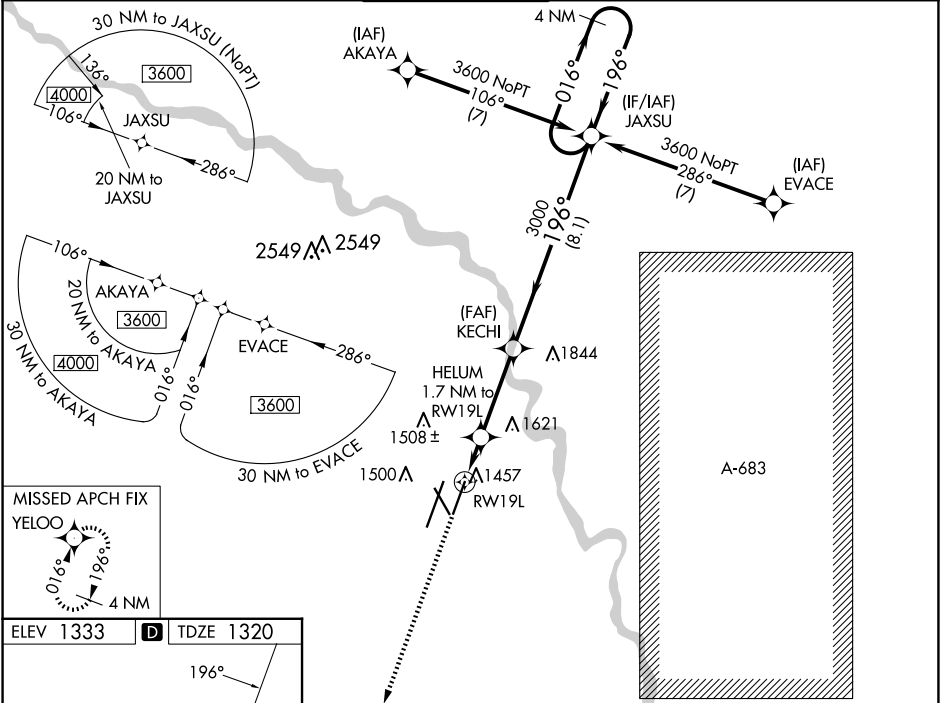 30 NM to JAXSU (NoPT)
3600
136°
4000
106°
JAXSU
286°
20 NM to
JAXSU
4 NM
(IAF)
AKAYA
3600 NoPT
106°
(7)
016°
196°
(IF/IAF)
JAXSU
3600 NoPT
286°
(7)
(IAF)
EVACE
3000
196°
(8.1)
2549
2549
106°
AKAYA
3600
20 NM to AKAYA
4000
30 NM to AKAYA
016°
016°
EVACE
286°
3600
30 NM to EVACE
(FAF)
KECHI
1844
HELUM
1.7 NM to
RW19L
1508 ±
1621
1500
1457
RW19L
A-683
MISSED APCH FIX
YELOO
016°
196°
4 NM
ELEV 1333
D
TDZE 1320
196°